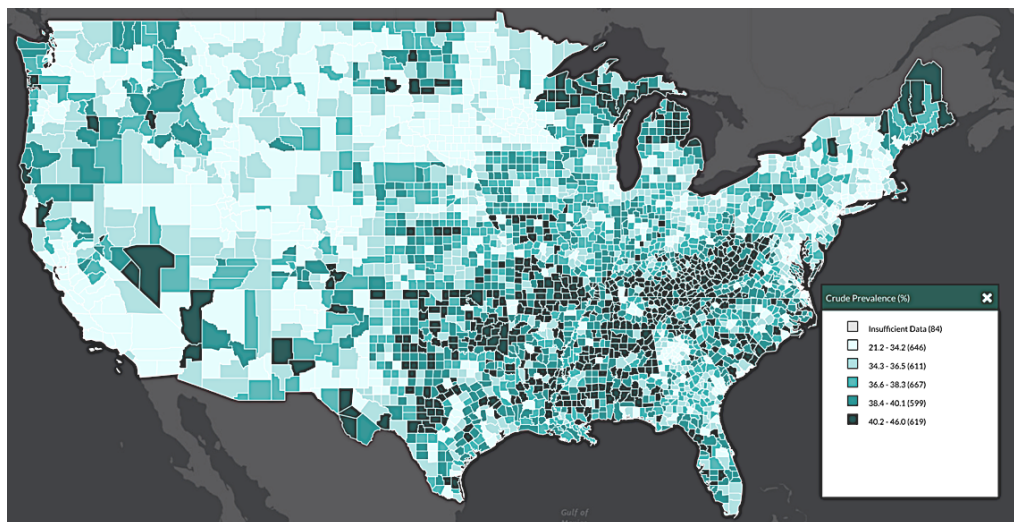 Crude Prevalence (%)
Insufficient Data (84)
21.2 - 34.2 (646)
34.3 - 36.5 (611)
36.6 - 38.3 (667)
38.4 - 40.1 (599)
40.2 - 46.0 (619)
Gulf of